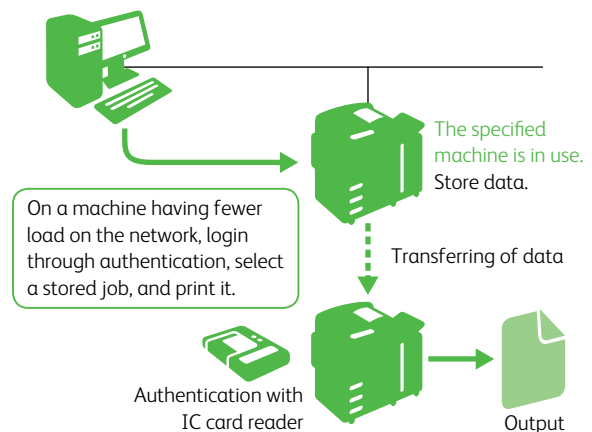 The specified
machine is in use.
Store data.
On a machine having fewer
load on the network, login
through authentication, select
a stored job, and print it.
Transferring of data
Authentication with
IC card reader
Output